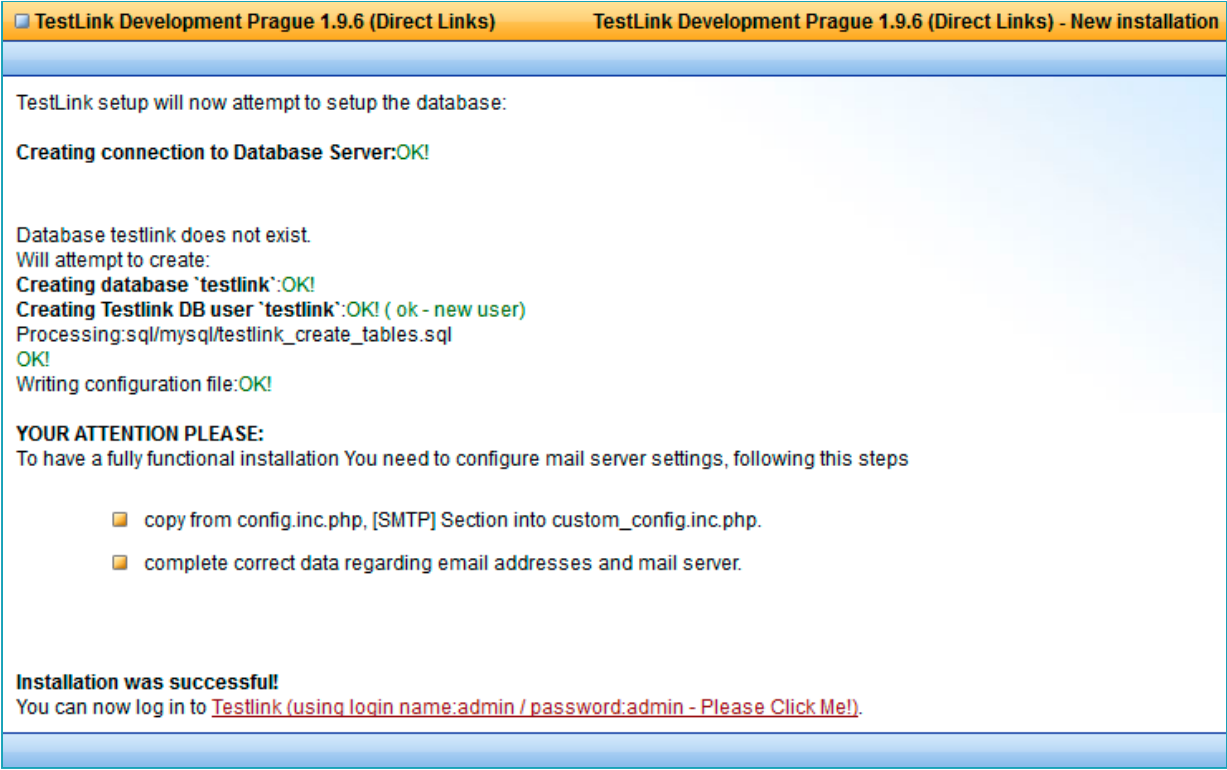 TestLink Development Prague 1.9.6 (Direct Links) TestLink Development Prague 1.9.6 (Direct Links) - New installation
TestLink setup will now attempt to setup the database:
Creating connection to Database Server:OK!
Database testlink does not exist.
Will attempt to create:
Creating database `testlink`:OK!
Creating Testlink DB user `testlink`:OK! ( ok - new user)
Processing:sql/mysql/testlink_create_tables.sql
OK!
Writing configuration file:OK!
YOUR ATTENTION PLEASE:
To have a fully functional installation You need to configure mail server settings, following this steps
copy from config.inc.php, [SMTP] Section into custom_config.inc.php.
complete correct data regarding email addresses and mail server.
Installation was successful!
You can now log in to Testlink (using login name:admin / password:admin - Please Click Me!).